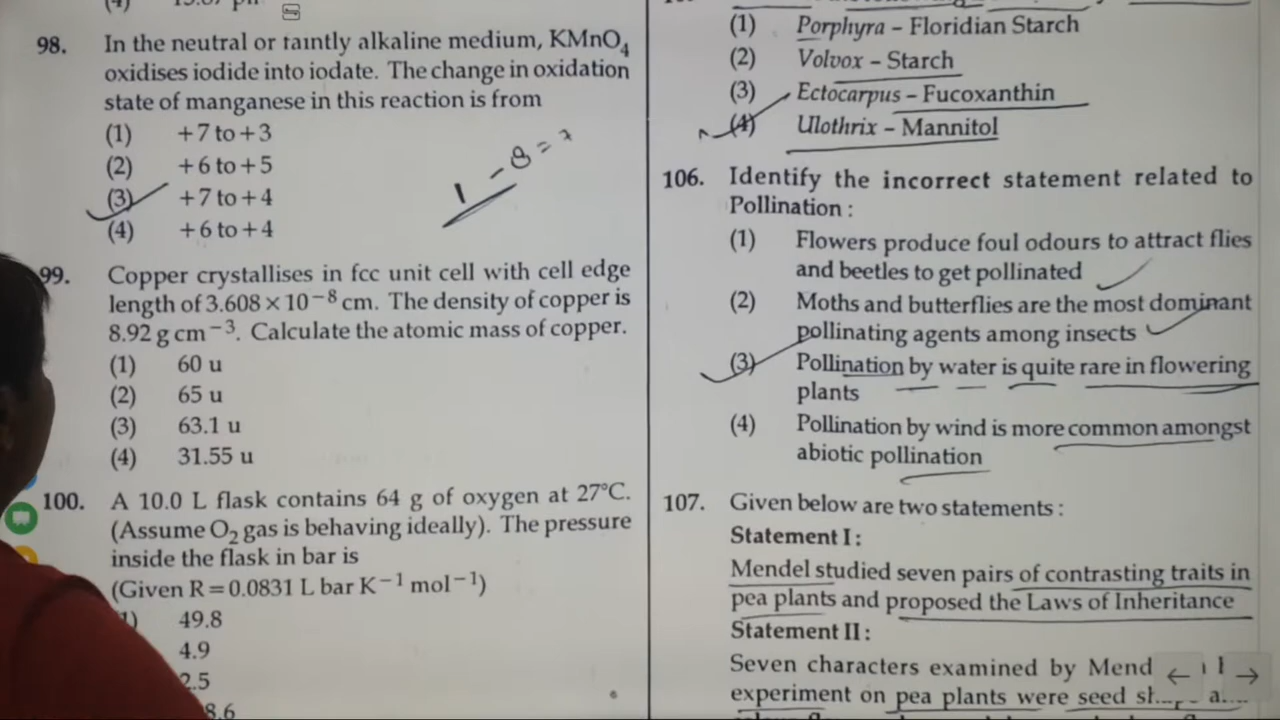 98. In the neutral or faintly alkaline medium, KMnO4
oxidises iodide into iodate. The change in oxidation
state of manganese in this reaction is from
(1) +7 to +3
(2) +6 to +5
(3) +7 to +4
(4) +6 to +4
1 -8 =
99. Copper crystallises in fcc unit cell with cell edge
length of 3.608 × 10−8 cm. The density of copper is
8.92 g cm−3. Calculate the atomic mass of copper.
(1) 60 u
(2) 65 u
(3) 63.1 u
(4) 31.55 u
100. A 10.0 L flask contains 64 g of oxygen at 27°C.
(Assume O2 gas is behaving ideally). The pressure
inside the flask in bar is
(Given R = 0.0831 L bar K−1 mol−1)
49.8
4.9
2.5
8.6
(1) Porphyra – Floridian Starch
(2) Volvox – Starch
(3) Ectocarpus – Fucoxanthin
(4) Ulothrix – Mannitol
106. Identify the incorrect statement related to
Pollination :
(1) Flowers produce foul odours to attract flies
and beetles to get pollinated
(2) Moths and butterflies are the most dominant
pollinating agents among insects
(3) Pollination by water is quite rare in flowering
plants
(4) Pollination by wind is more common amongst
abiotic pollination
107. Given below are two statements :
Statement I :
Mendel studied seven pairs of contrasting traits in
pea plants and proposed the Laws of Inheritance
Statement II :
Seven characters examined by
experiment on pea plants were seed